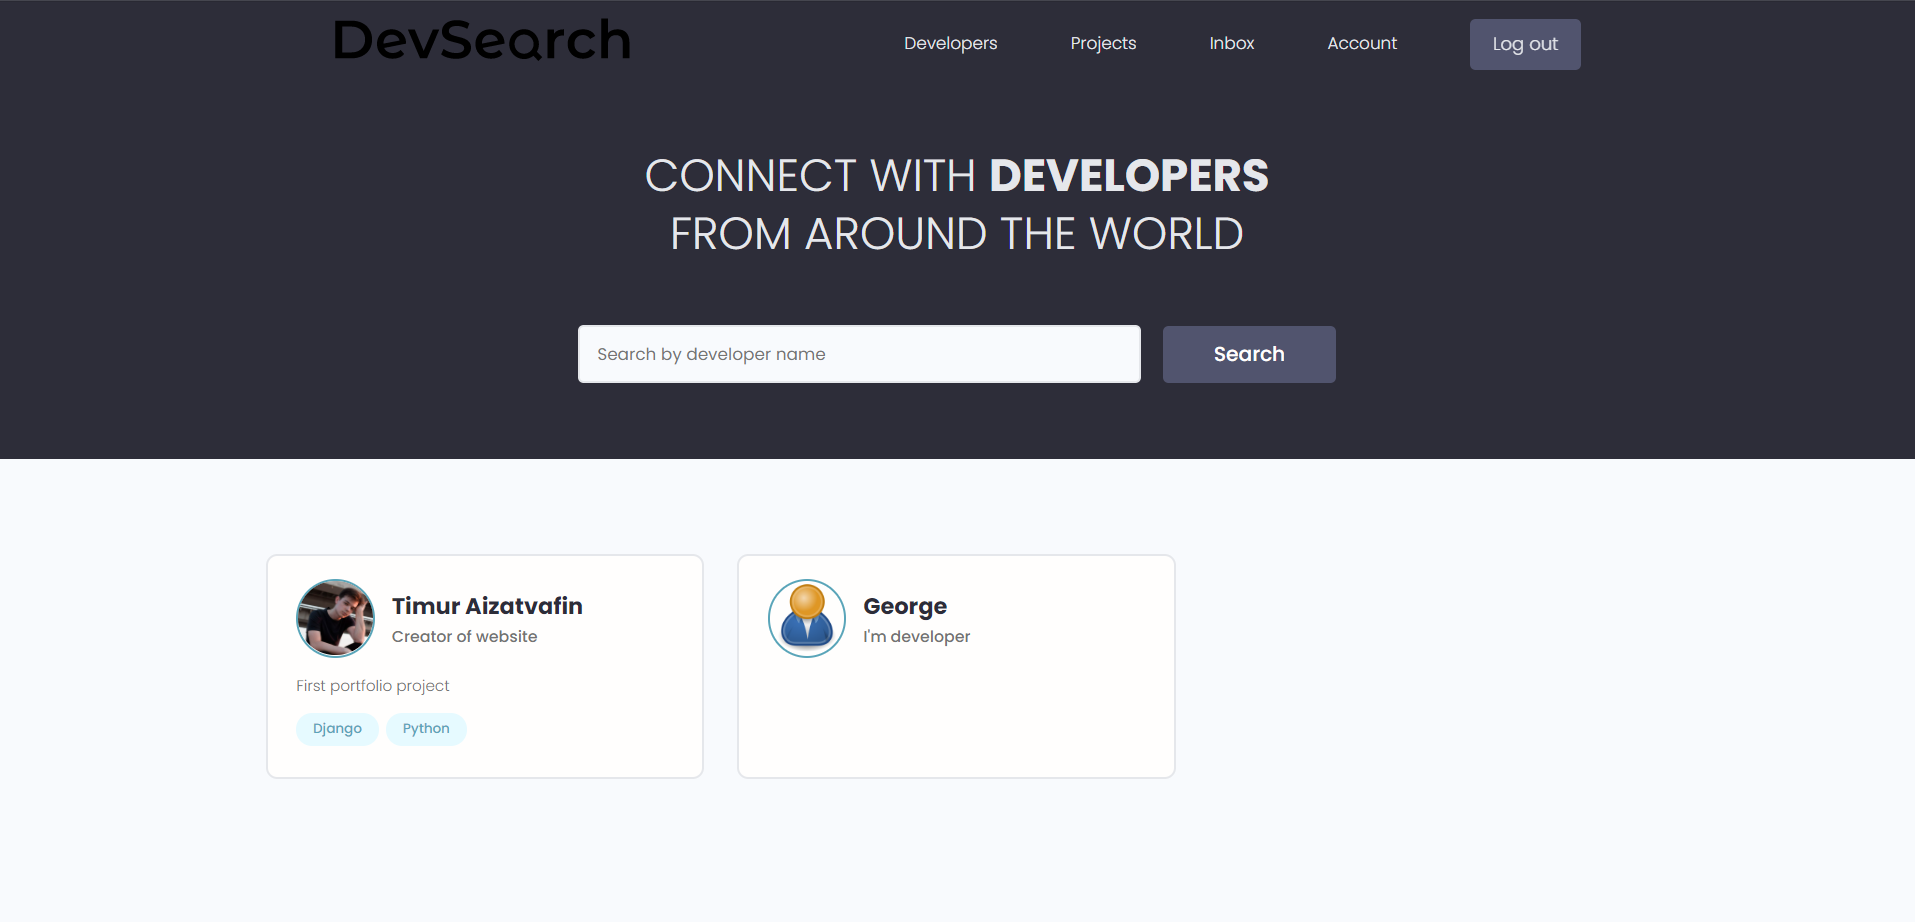 DevSearch
Developers
Projects
Inbox
Account
Log out
CONNECT WITH DEVELOPERS
FROM AROUND THE WORLD
Search by developer name
Search
Timur Aizatvafin
Creator of website
First portfolio project
Django
Python
George
I'm developer